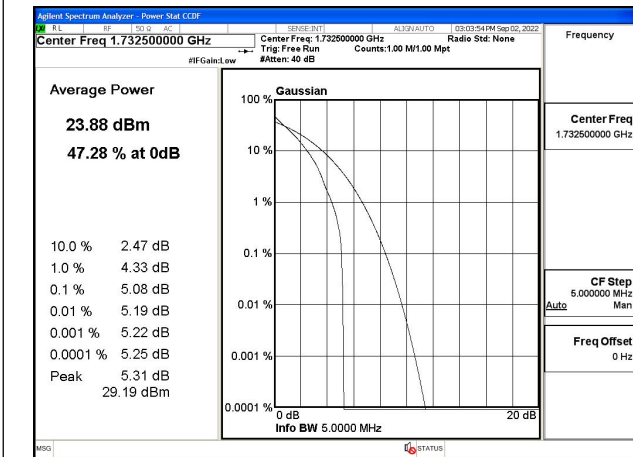 Agilent Spectrum Analyzer - Power Stat CCDF
RL RF 50 Ω AC SENSE:INT ALIGNAUTO 03:03:54 PM Sep 02, 2022
Center Freq 1.732500000 GHz
Center Freq: 1.732500000 GHz Radio Std: None
Trig: Free Run Counts:1.00 M/1.00 Mpt
#IFGain:Low #Atten: 40 dB
Frequency
Average Power
23.88 dBm
47.28 % at 0dB
10.0 % 2.47 dB
1.0 % 4.33 dB
0.1 % 5.08 dB
0.01 % 5.19 dB
0.001 % 5.22 dB
0.0001 % 5.25 dB
Peak 5.31 dB
29.19 dBm
Gaussian
100 %
10 %
1 %
0.1 %
0.01 %
0.001 %
0.0001 %
0 dB 20 dB
Info BW 5.0000 MHz
Center Freq
1.732500000 GHz
CF Step
5.000000 MHz
Auto Man
Freq Offset
0 Hz
MSG STATUS